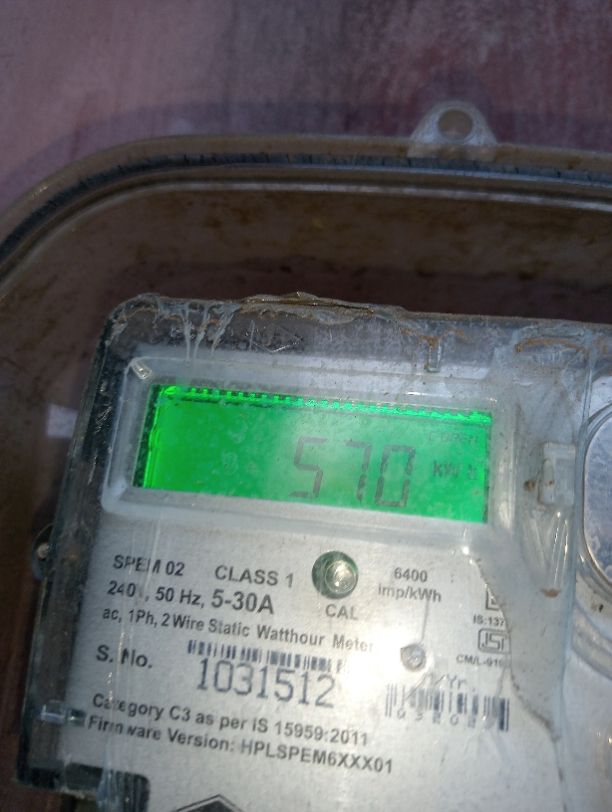 570 kWh
SPEM 02 CLASS 1
6400
imp/kWh
240V, 50 Hz, 5-30A
CAL
ac, 1Ph, 2 Wire Static Watthour Meter
S. No.
1031512
Category C3 as per IS 15959:2011
Firmware Version: HPLSPEM6XXX01